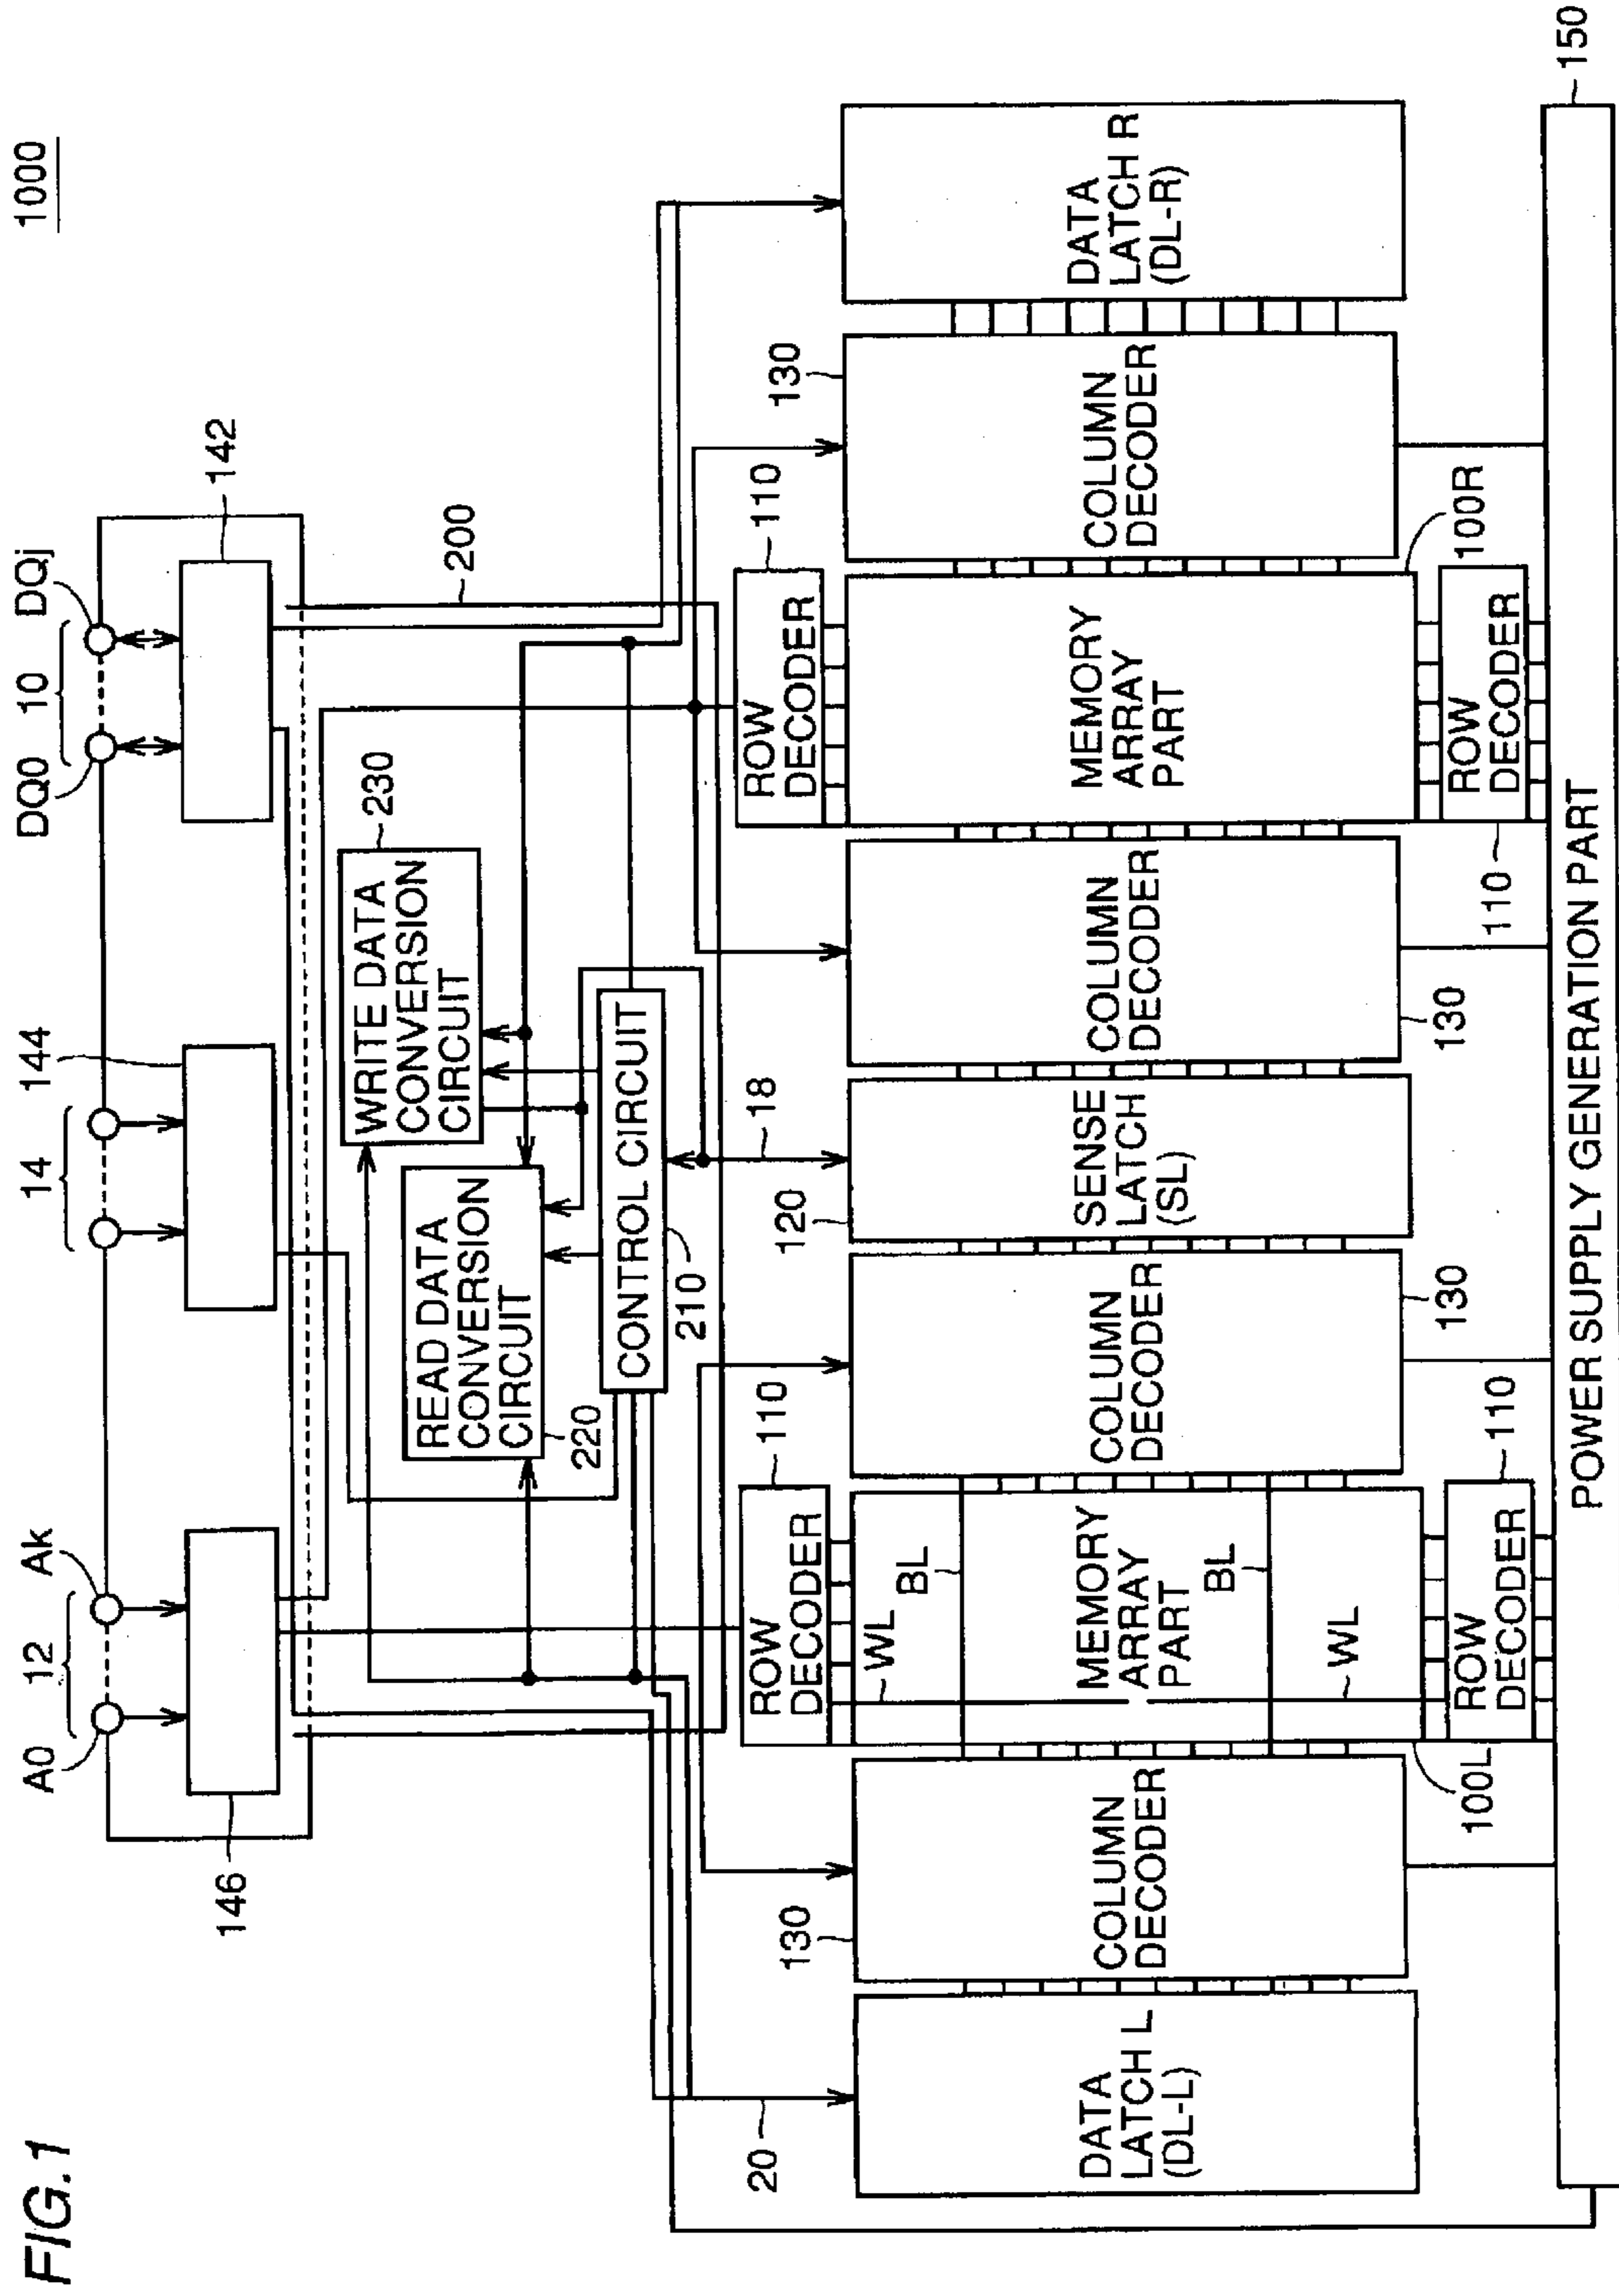 FIG.1
1000
A0
12
Ak
14
144
DQ0
10
DQj
146
142
WRITE DATA
CONVERSION
CIRCUIT
230
200
READ DATA
CONVERSION
CIRCUIT
220
CONTROL CIRCUIT
210
20
130
110
18
120
110
130
DATA
LATCH L
(DL-L)
COLUMN
DECODER
ROW
DECODER
WL
BL
MEMORY
ARRAY
PART
BL
WL
ROW
DECODER
100L
110
COLUMN
DECODER
130
SENSE
LATCH
(SL)
COLUMN
DECODER
130
ROW
DECODER
MEMORY
ARRAY
PART
ROW
DECODER
110
100R
COLUMN
DECODER
DATA
LATCH R
(DL-R)
POWER SUPPLY GENERATION PART
150